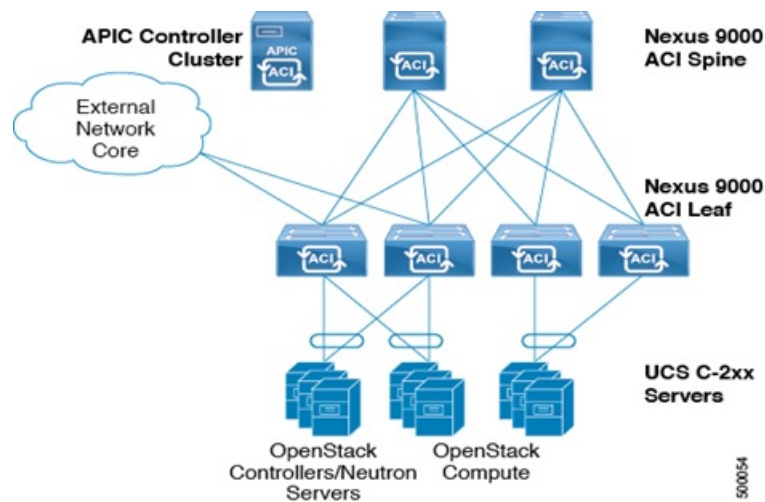 APIC Controller
Cluster
APIC
ACI
ACI
ACI
Nexus 9000
ACI Spine
External
Network
Core
Nexus 9000
ACI Leaf
ACI
ACI
ACI
ACI
UCS C-2xx
Servers
OpenStack
Controllers/Neutron
Servers
OpenStack
Compute
500054